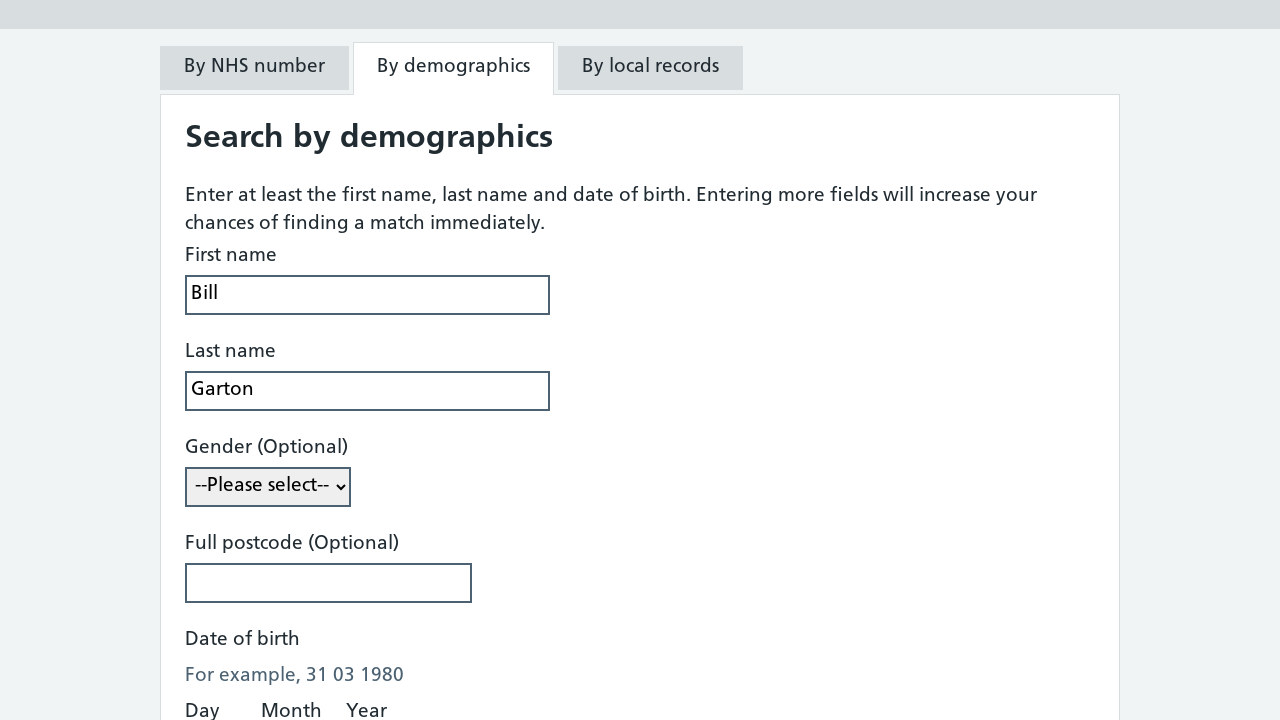 By NHS number
By demographics
By local records
Search by demographics
Enter at least the first name, last name and date of birth. Entering more fields will increase your
chances of finding a match immediately.
First name
Bill
Last name
Garton
Gender (Optional)
--Please select--
Full postcode (Optional)
Date of birth
For example, 31 03 1980
Day Month Year